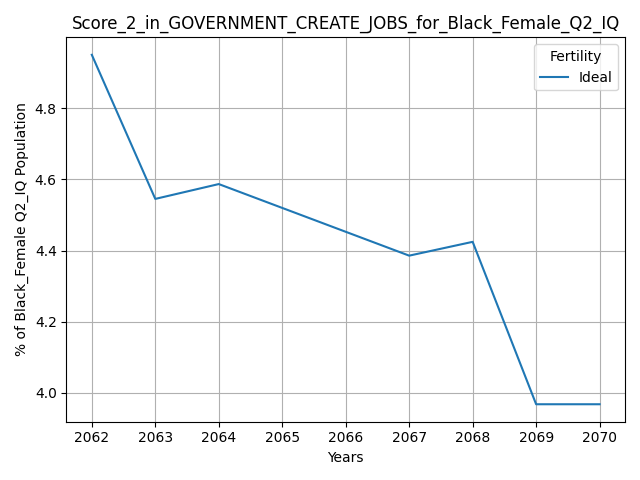 Score_2_in_GOVERNMENT_CREATE_JOBS_for_Black_Female_Q2_IQ
Fertility
Ideal
4.8
4.6
4.4
4.2
4.0
% of Black_Female Q2_IQ Population
2062 2063 2064 2065 2066 2067 2068 2069 2070
Years